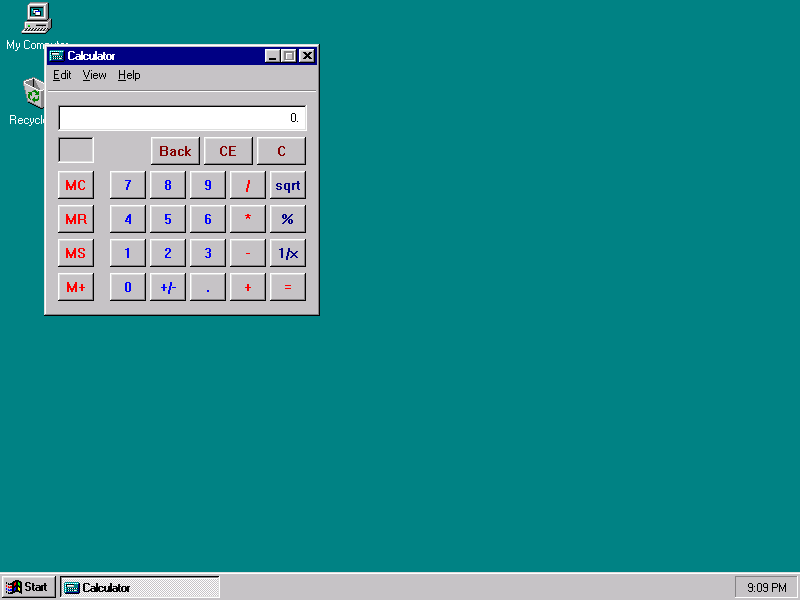 My Computer
Calculator
Edit View Help
0.
Recycle
Back CE C
MC 7 8 9 / sqrt
MR 4 5 6 * %
MS 1 2 3 - 1/x
M+ 0 +/- . + =
Start Calculator 9:09 PM